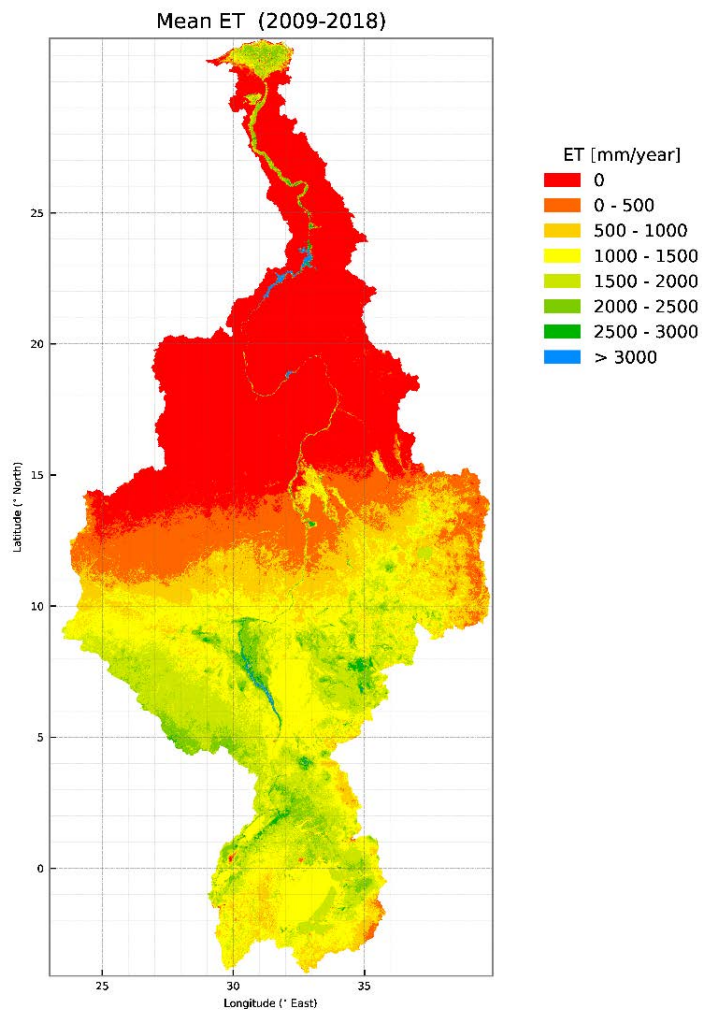 Mean ET (2009-2018)
ET [mm/year]
0
0 - 500
500 - 1000
1000 - 1500
1500 - 2000
2000 - 2500
2500 - 3000
> 3000
25
20
15
10
5
0
Latitude (° North)
25 30 35
Longitude (° East)